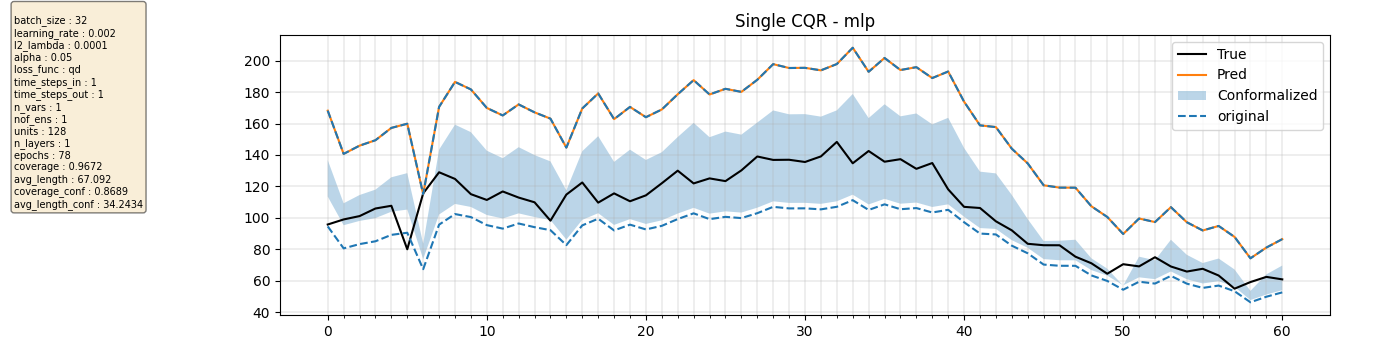 batch_size : 32
learning_rate : 0.002
l2_lambda : 0.0001
alpha : 0.05
loss_func : qd
time_steps_in : 1
time_steps_out : 1
n_vars : 1
nof_ens : 1
units : 128
n_layers : 1
epochs : 78
coverage : 0.9672
avg_length : 67.092
coverage_conf : 0.8689
avg_length_conf : 34.2434
Single CQR - mlp
True
Pred
Conformalized
original
200
180
160
140
120
100
80
60
40
0 10 20 30 40 50 60